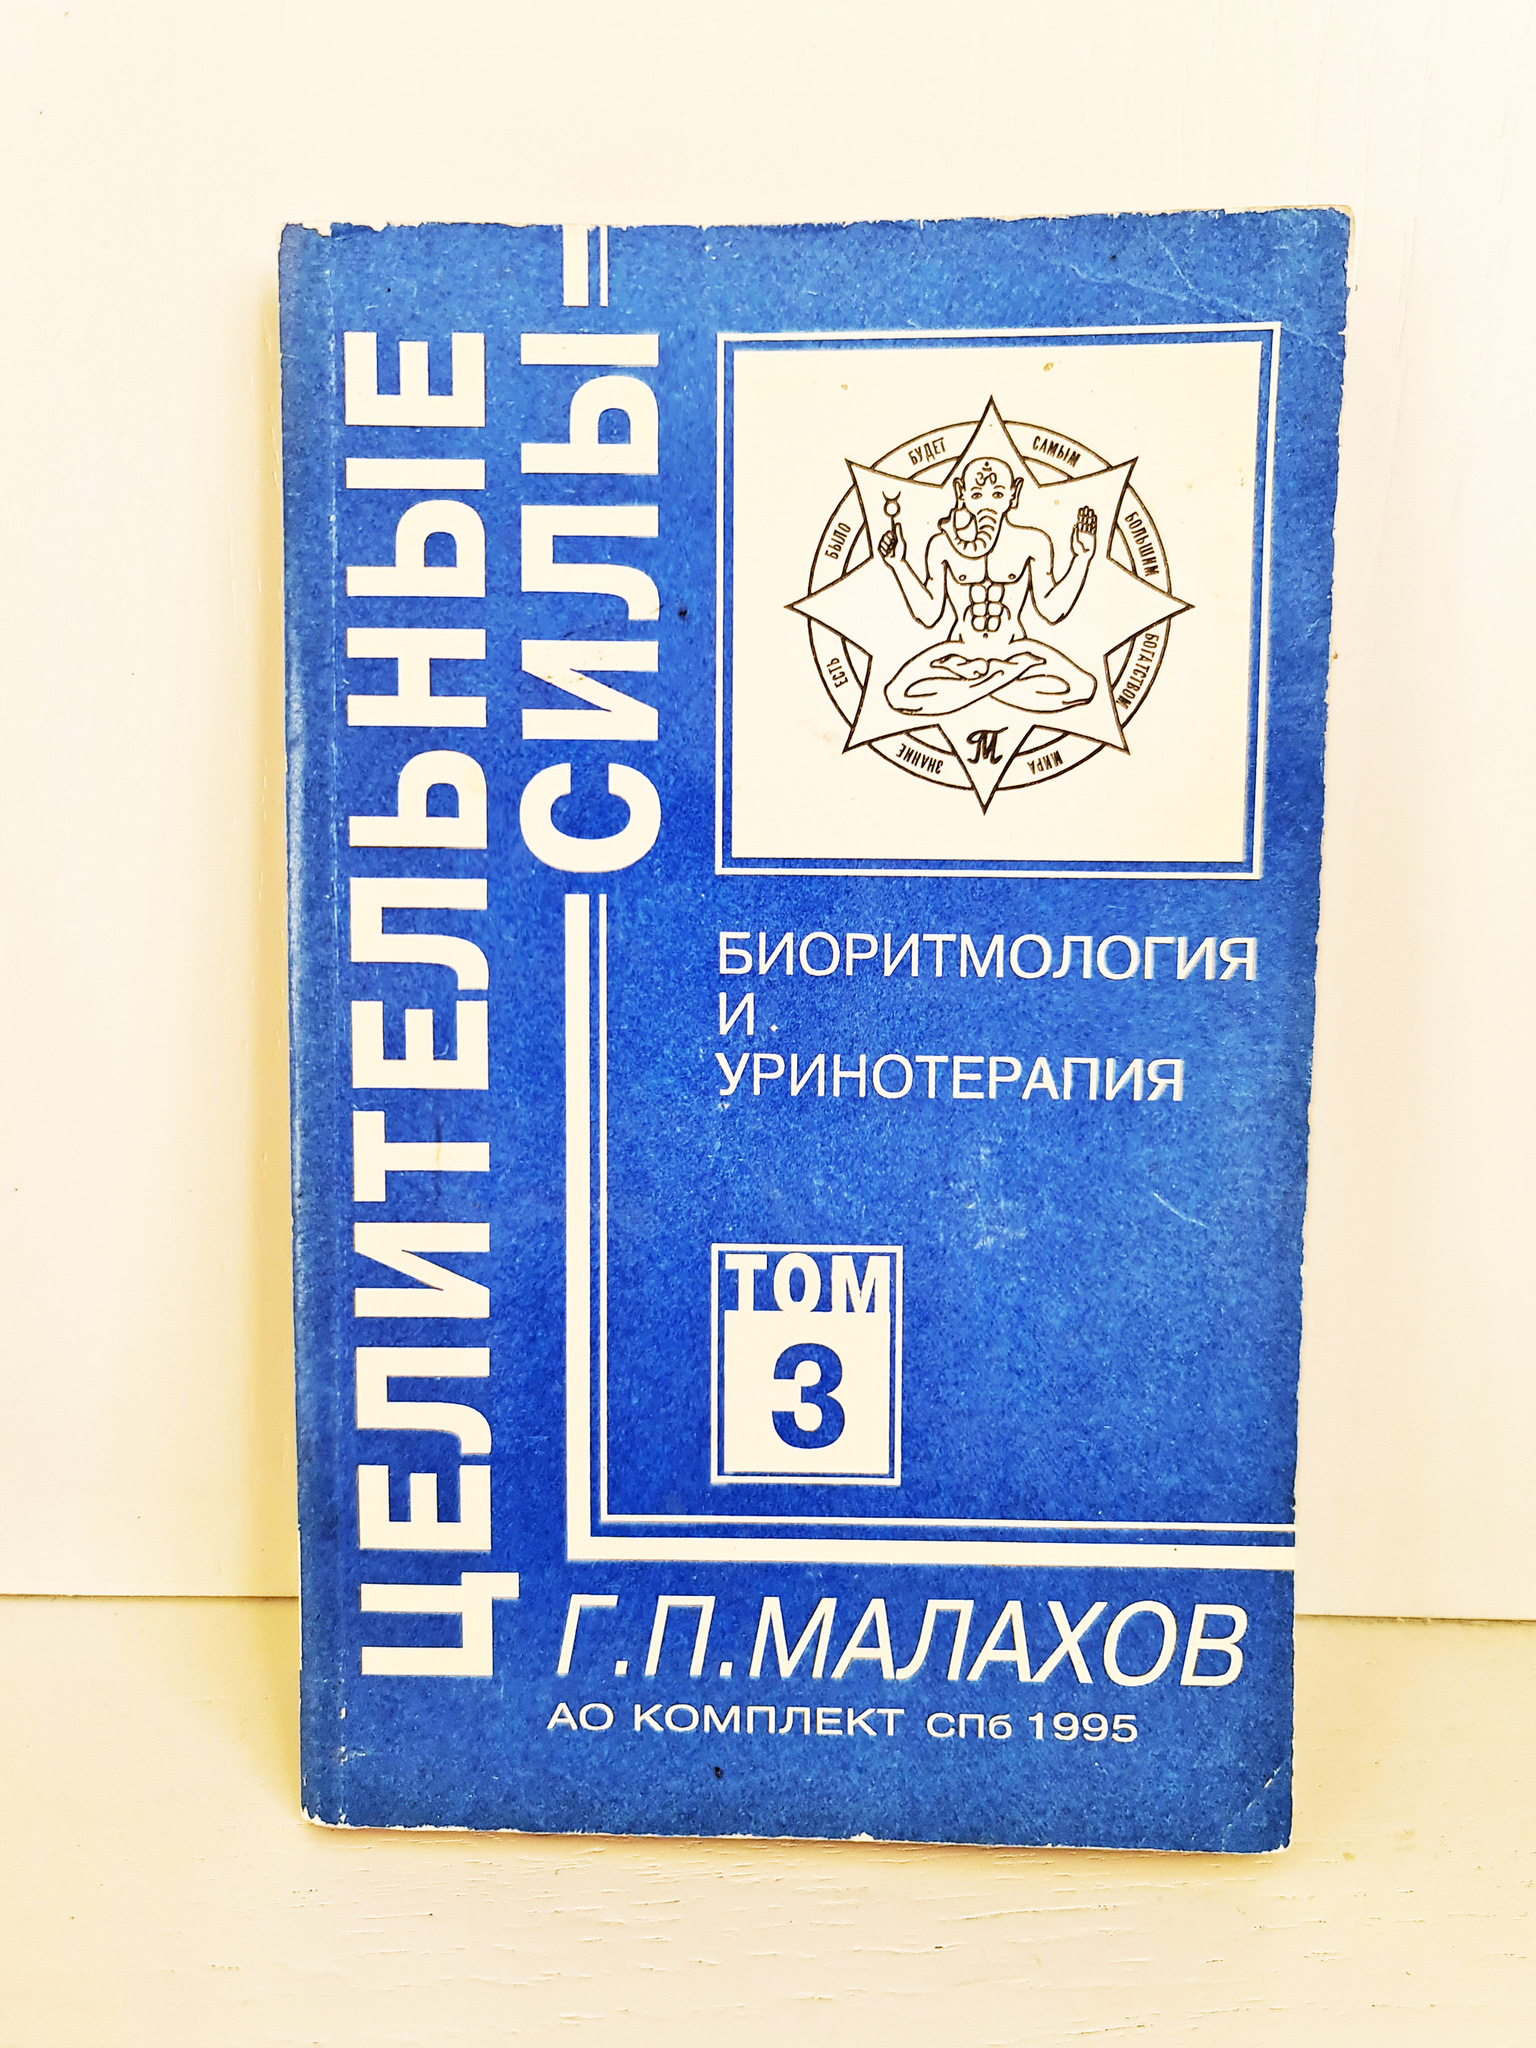 ЦЕЛИТЕЛЬНЫЕ
СИЛЫ
ЗНАНИЕ ЕСТЬ БЫЛО БУДЕТ САМЫМ БОЛЬШИМ БОГАТСТВОМ МИРА
М
БИОРИТМОЛОГИЯ
И
УРИНОТЕРАПИЯ
ТОМ
3
Г.П.МАЛАХОВ
АО КОМПЛЕКТ СПб 1995